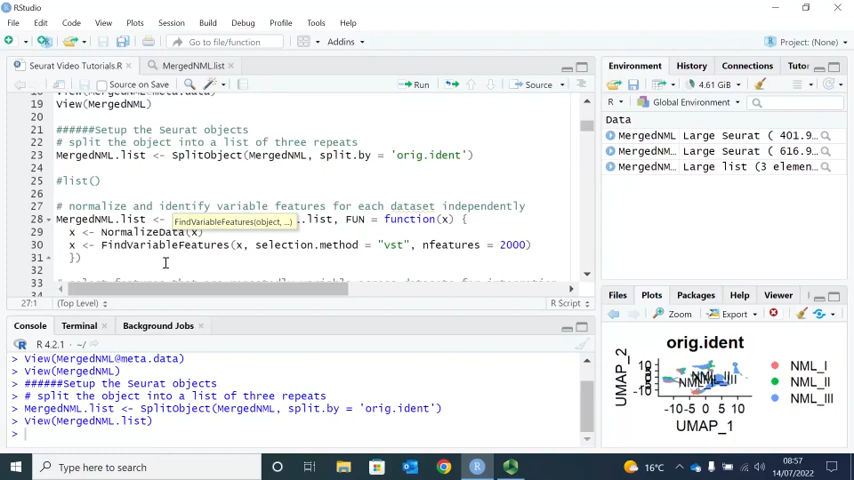 RStudio
File Edit Code View Plots Session Build Debug Profile Tools Help
Go to file/function
Addins
Project: (None)
Seurat Video Tutorials.R
MergedNML.list
Source on Save
Run
Source
19 View(MergedNML)
20
21 ######Setup the Seurat objects
22 # split the object into a list of three repeats
23 MergedNML.list <- SplitObject(MergedNML, split.by = 'orig.ident')
24
25 #list()
26
27 # normalize and identify variable features for each dataset independently
28 MergedNML.list <- .list, FUN = function(x) {
FindVariableFeatures(object, ...)
29 x <- NormalizeData(x)
30 x <- FindVariableFeatures(x, selection.method = "vst", nfeatures = 2000)
31 })
32
33
27:1 (Top Level) R Script
Console Terminal Background Jobs
R 4.2.1 · ~/
> View(MergedNML@meta.data)
> View(MergedNML)
> ######Setup the Seurat objects
> # split the object into a list of three repeats
> MergedNML.list <- SplitObject(MergedNML, split.by = 'orig.ident')
> View(MergedNML.list)
>
Environment History Connections Tutor
4.61 GiB
R Global Environment
Data
MergedNML Large Seurat ( 401.9
MergedNML Large Seurat ( 616.9
MergedNML Large list (3 elemen
Files Plots Packages Help Viewer
Zoom Export
orig.ident
UMAP_2
10
5
0
-5
-10
-10 -5 0 5 10
UMAP_1
NML_I
NML_II
NML_III
Type here to search
16°C
08:57
14/07/2022